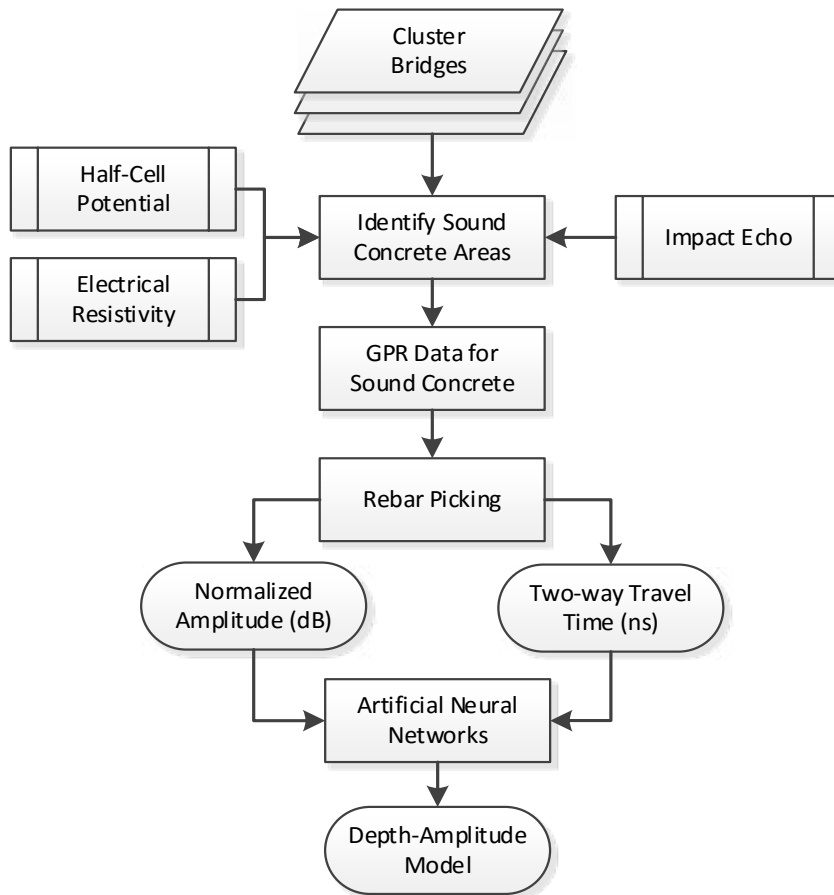 Cluster
Bridges
Half-Cell
Potential
Identify Sound
Concrete Areas
Impact Echo
Electrical
Resistivity
GPR Data for
Sound Concrete
Rebar Picking
Normalized
Amplitude (dB)
Two-way Travel
Time (ns)
Artificial Neural
Networks
Depth-Amplitude
Model